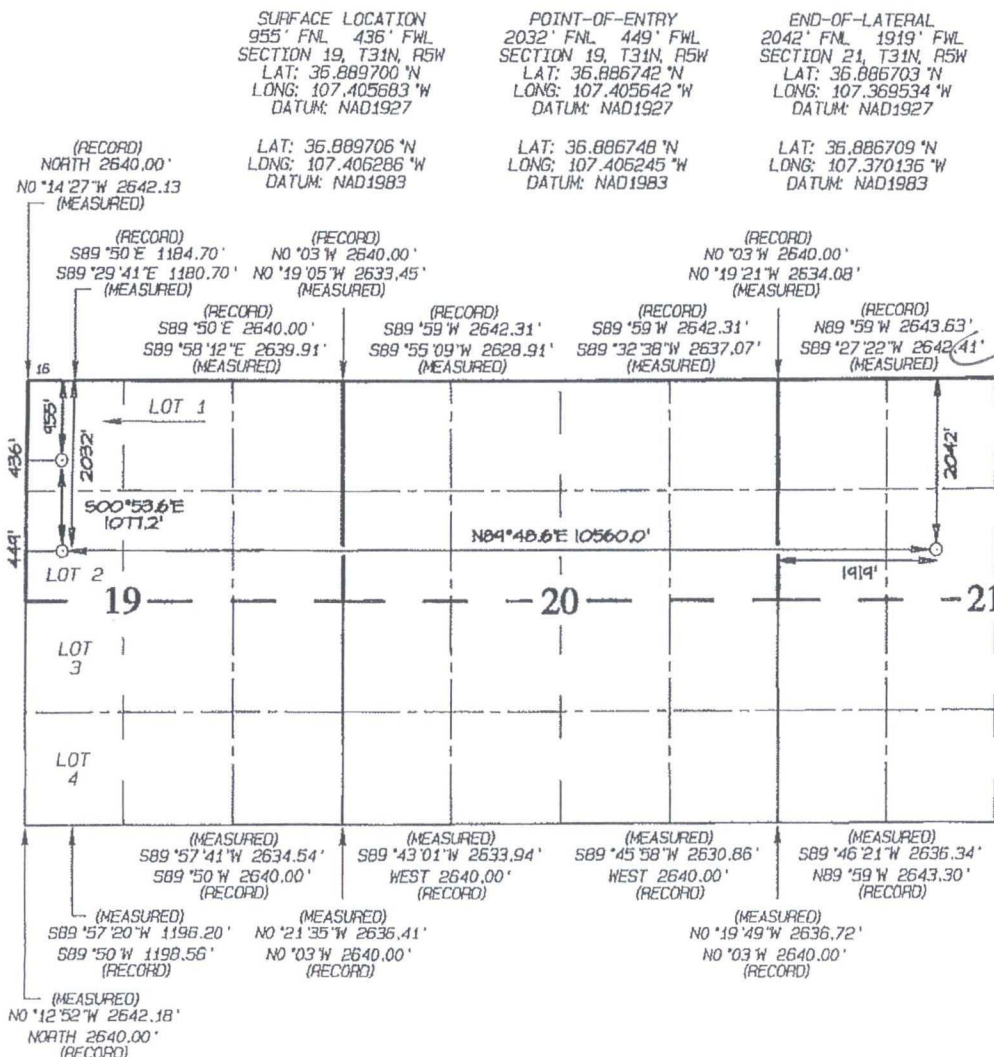 SURFACE LOCATION
955' FNL 436' FWL
SECTION 19, T31N, R5W
LAT: 36.889700 °N
LONG: 107.405683 °W
DATUM: NAD1927
LAT: 36.889706 °N
LONG: 107.406286 °W
DATUM: NAD1983
POINT-OF-ENTRY
2032' FNL 449' FWL
SECTION 19, T31N, R5W
LAT: 36.886742 °N
LONG: 107.405642 °W
DATUM: NAD1927
LAT: 36.886748 °N
LONG: 107.406245 °W
DATUM: NAD1983
END-OF-LATERAL
2042' FNL 1919' FWL
SECTION 21, T31N, R5W
LAT: 36.886703 °N
LONG: 107.369534 °W
DATUM: NAD1927
LAT: 36.886709 °N
LONG: 107.370136 °W
DATUM: NAD1983
(RECORD)
NORTH 2640.00'
N0°14'27"W 2642.13
(MEASURED)
(RECORD)
S89°50'E 1184.70'
S89°29'41"E 1180.70'
(MEASURED)
(RECORD)
N0°03'W 2640.00'
N0°19'05"W 2633.45'
(MEASURED)
(RECORD)
N0°03'W 2640.00'
N0°19'21"W 2634.08'
(MEASURED)
(RECORD)
S89°50'E 2640.00'
S89°58'12"E 2639.91'
(MEASURED)
(RECORD)
S89°59'W 2642.31'
S89°55'09"W 2628.91'
(MEASURED)
(RECORD)
S89°59'W 2642.31'
S89°32'38"W 2637.07'
(MEASURED)
(RECORD)
N89°59'W 2643.63'
S89°27'22"W 2642.41'
(MEASURED)
16
LOT 1
955'
2032'
436'
2042'
S00°53.6'E
1077.2'
449'
N89°48.6'E 10560.0'
1919'
LOT 2
19
20
21
LOT
3
LOT
4
(MEASURED)
S89°57'41"W 2634.54'
S89°50'W 2640.00'
(RECORD)
(MEASURED)
S89°43'01"W 2633.94'
WEST 2640.00'
(RECORD)
(MEASURED)
S89°45'58"W 2630.86'
WEST 2640.00'
(RECORD)
(MEASURED)
S89°46'21"W 2636.34'
N89°59'W 2643.30'
(RECORD)
(MEASURED)
S89°57'20"W 1196.20'
S89°50'W 1198.56'
(RECORD)
(MEASURED)
N0°21'35"W 2636.41'
N0°03'W 2640.00'
(RECORD)
(MEASURED)
N0°19'49"W 2636.72'
N0°03'W 2640.00'
(RECORD)
(MEASURED)
N0°12'52"W 2642.18'
NORTH 2640.00'
(RECORD)